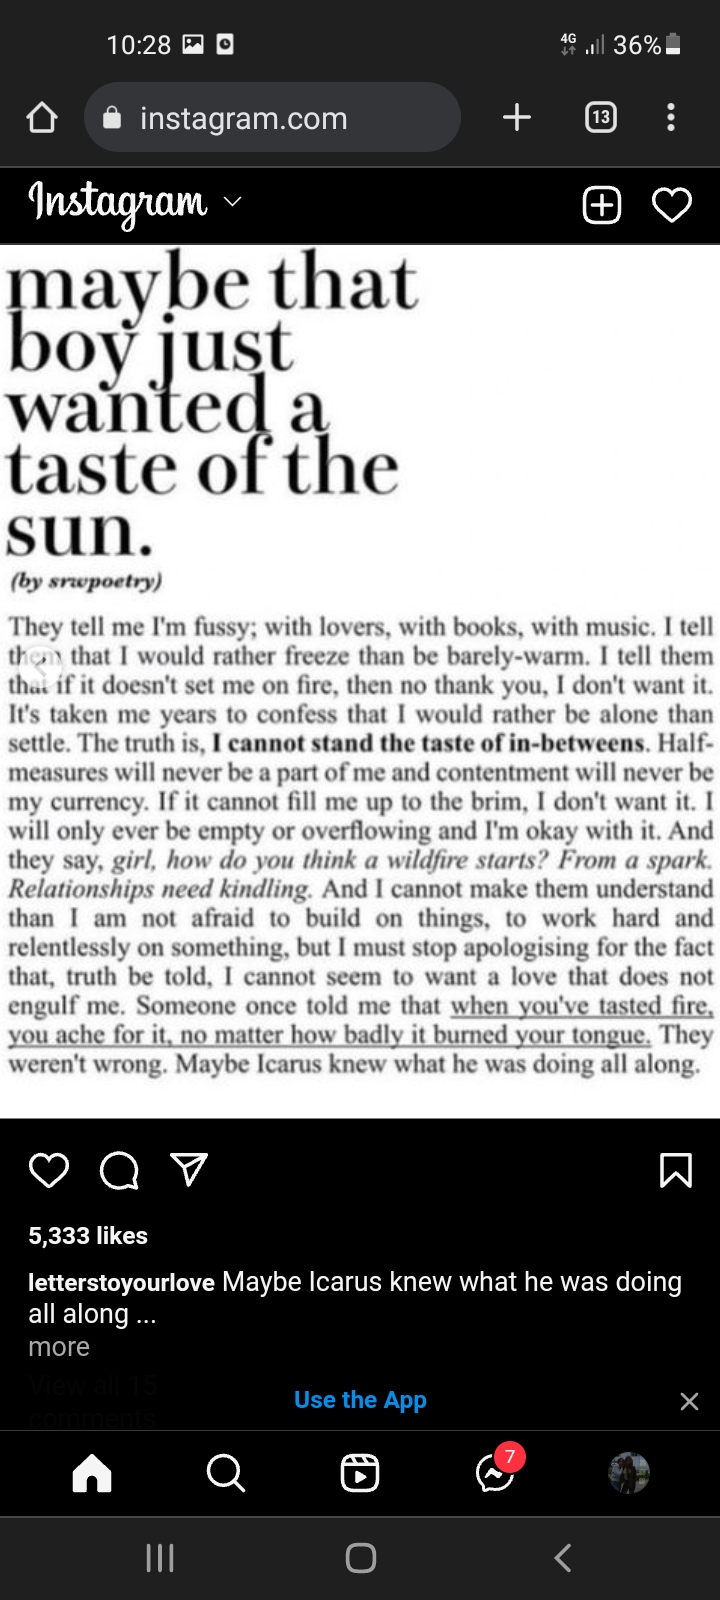 10:28
4G 36%
instagram.com
13
Instagram
maybe that
boy just
wanted a
taste of the
sun.
(by srwpoetry)
They tell me I'm fussy; with lovers, with books, with music. I tell
that I would rather freeze than be barely-warm. I tell them
that if it doesn't set me on fire, then no thank you, I don't want it.
It's taken me years to confess that I would rather be alone than
settle. The truth is, I cannot stand the taste of in-betweens. Half-
measures will never be a part of me and contentment will never be
my currency. If it cannot fill me up to the brim, I don't want it. I
will only ever be empty or overflowing and I'm okay with it. And
they say, girl, how do you think a wildfire starts? From a spark.
Relationships need kindling. And I cannot make them understand
than I am not afraid to build on things, to work hard and
relentlessly on something, but I must stop apologising for the fact
that, truth be told, I cannot seem to want a love that does not
engulf me. Someone once told me that when you've tasted fire,
you ache for it, no matter how badly it burned your tongue. They
weren't wrong. Maybe Icarus knew what he was doing all along.
5,333 likes
letterstoyourlove Maybe Icarus knew what he was doing
all along ...
more
View all 15
comments
Use the App
7